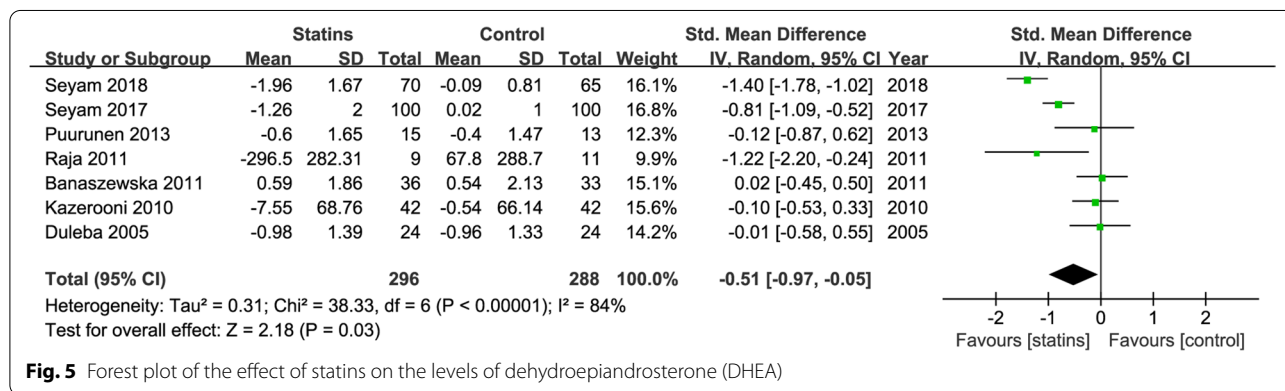 Statins Control Std. Mean Difference Std. Mean Difference
Study or Subgroup Mean SD Total Mean SD Total Weight IV, Random, 95% CI Year IV, Random, 95% CI
Seyam 2018 -1.96 1.67 70 -0.09 0.81 65 16.1% -1.40 [-1.78, -1.02] 2018
Seyam 2017 -1.26 2 100 0.02 1 100 16.8% -0.81 [-1.09, -0.52] 2017
Puurunen 2013 -0.6 1.65 15 -0.4 1.47 13 12.3% -0.12 [-0.87, 0.62] 2013
Raja 2011 -296.5 282.31 9 67.8 288.7 11 9.9% -1.22 [-2.20, -0.24] 2011
Banaszewska 2011 0.59 1.86 36 0.54 2.13 33 15.1% 0.02 [-0.45, 0.50] 2011
Kazerooni 2010 -7.55 68.76 42 -0.54 66.14 42 15.6% -0.10 [-0.53, 0.33] 2010
Duleba 2005 -0.98 1.39 24 -0.96 1.33 24 14.2% -0.01 [-0.58, 0.55] 2005
Total (95% CI) 296 288 100.0% -0.51 [-0.97, -0.05]
Heterogeneity: Tau² = 0.31; Chi² = 38.33, df = 6 (P < 0.00001); I² = 84%
Test for overall effect: Z = 2.18 (P = 0.03)
-2 -1 0 1 2
Favours [statins] Favours [control]
Fig. 5 Forest plot of the effect of statins on the levels of dehydroepiandrosterone (DHEA)